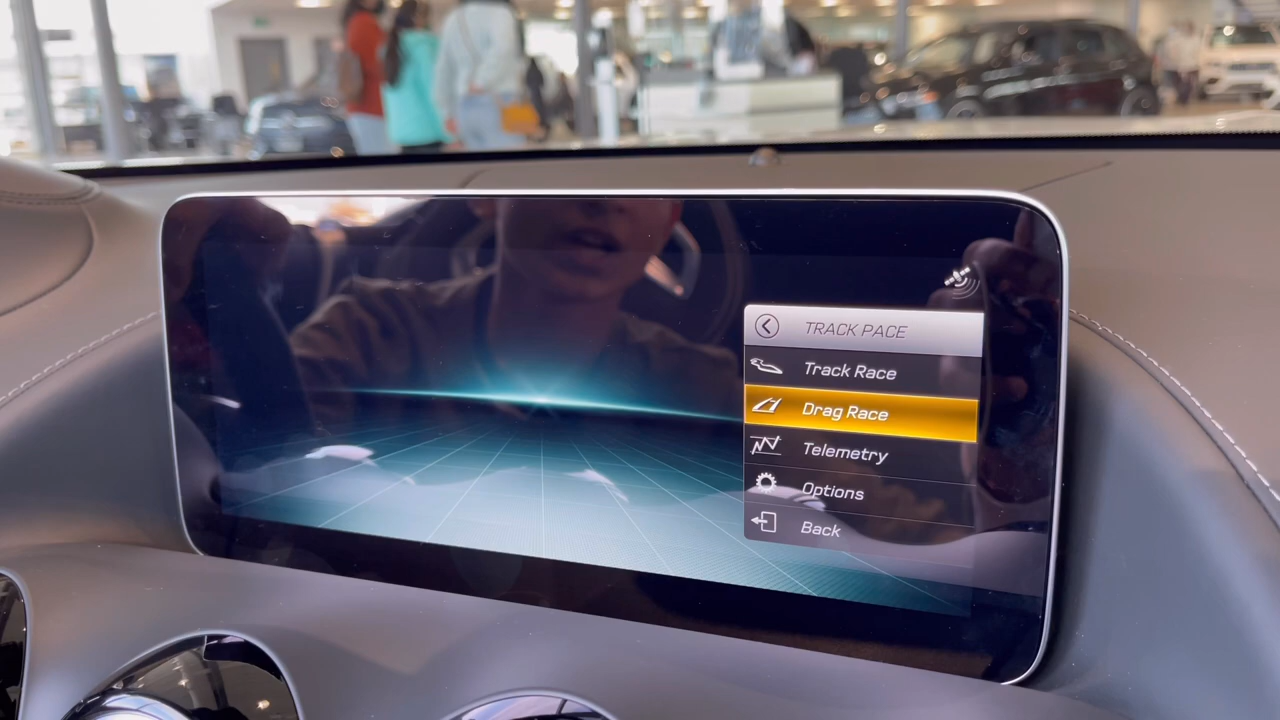 TRACK PACE
Track Race
Drag Race
Telemetry
Options
Back